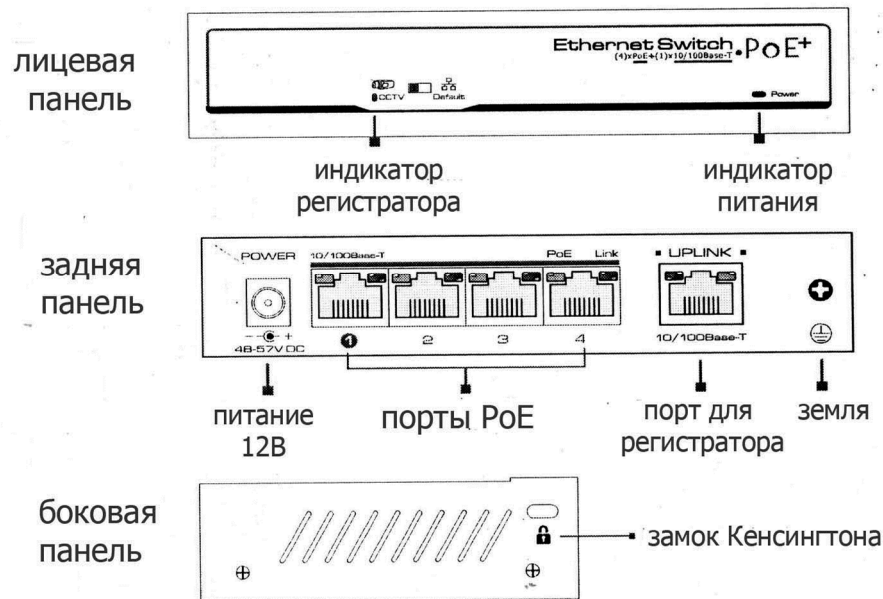 лицевая
панель
Ethernet Switch
(4)xPoE+(1)x10/100Base-T
PoE+
CCTV
Default
Power
индикатор
регистратора
индикатор
питания
задняя
панель
POWER
10/100Base-T
PoE Link
UPLINK
48-57V DC
1 2 3 4
10/100Base-T
питание
12В
порты PoE
порт для
регистратора
земля
боковая
панель
замок Кенсингтона